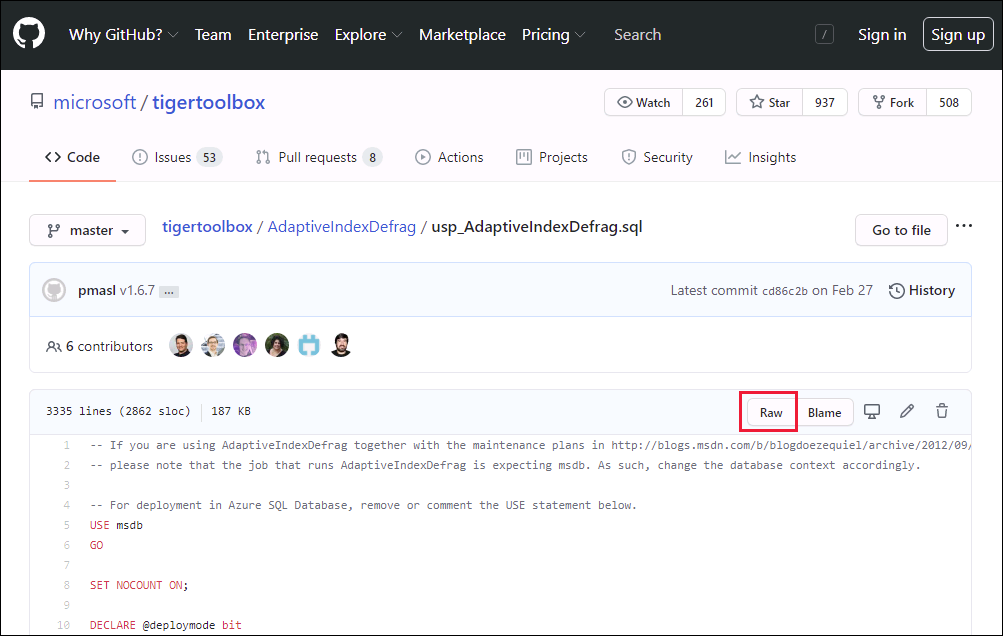 Why GitHub? Team Enterprise Explore Marketplace Pricing Search / Sign in Sign up
microsoft / tigertoolbox Watch 261 Star 937 Fork 508
Code Issues 53 Pull requests 8 Actions Projects Security Insights
master tigertoolbox / AdaptiveIndexDefrag / usp_AdaptiveIndexDefrag.sql Go to file ...
pmasl v1.6.7 ... Latest commit cd86c2b on Feb 27 History
6 contributors
3335 lines (2862 sloc) 187 KB Raw Blame
1 -- If you are using AdaptiveIndexDefrag together with the maintenance plans in http://blogs.msdn.com/b/blogdoezequiel/archive/2012/09/
2 -- please note that the job that runs AdaptiveIndexDefrag is expecting msdb. As such, change the database context accordingly.
3
4 -- For deployment in Azure SQL Database, remove or comment the USE statement below.
5 USE msdb
6 GO
7
8 SET NOCOUNT ON;
9
10 DECLARE @deploymode bit